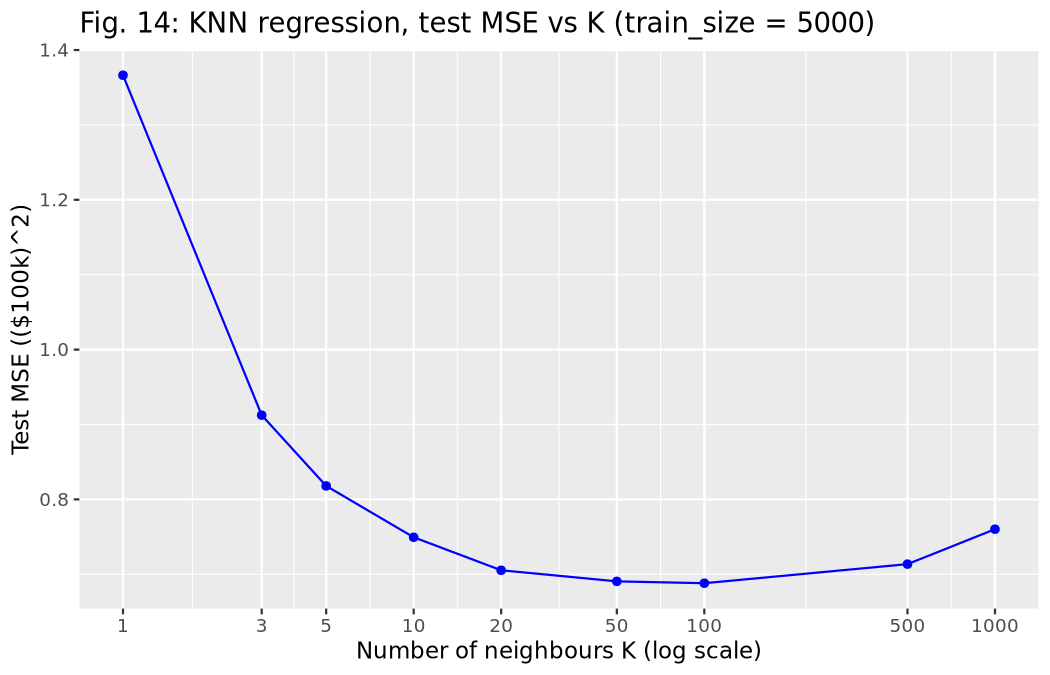 Fig. 14: KNN regression, test MSE vs K (train_size = 5000)
Test MSE (($100k)^2)
1.4
1.2
1.0
0.8
1 3 5 10 20 50 100 500 1000
Number of neighbours K (log scale)